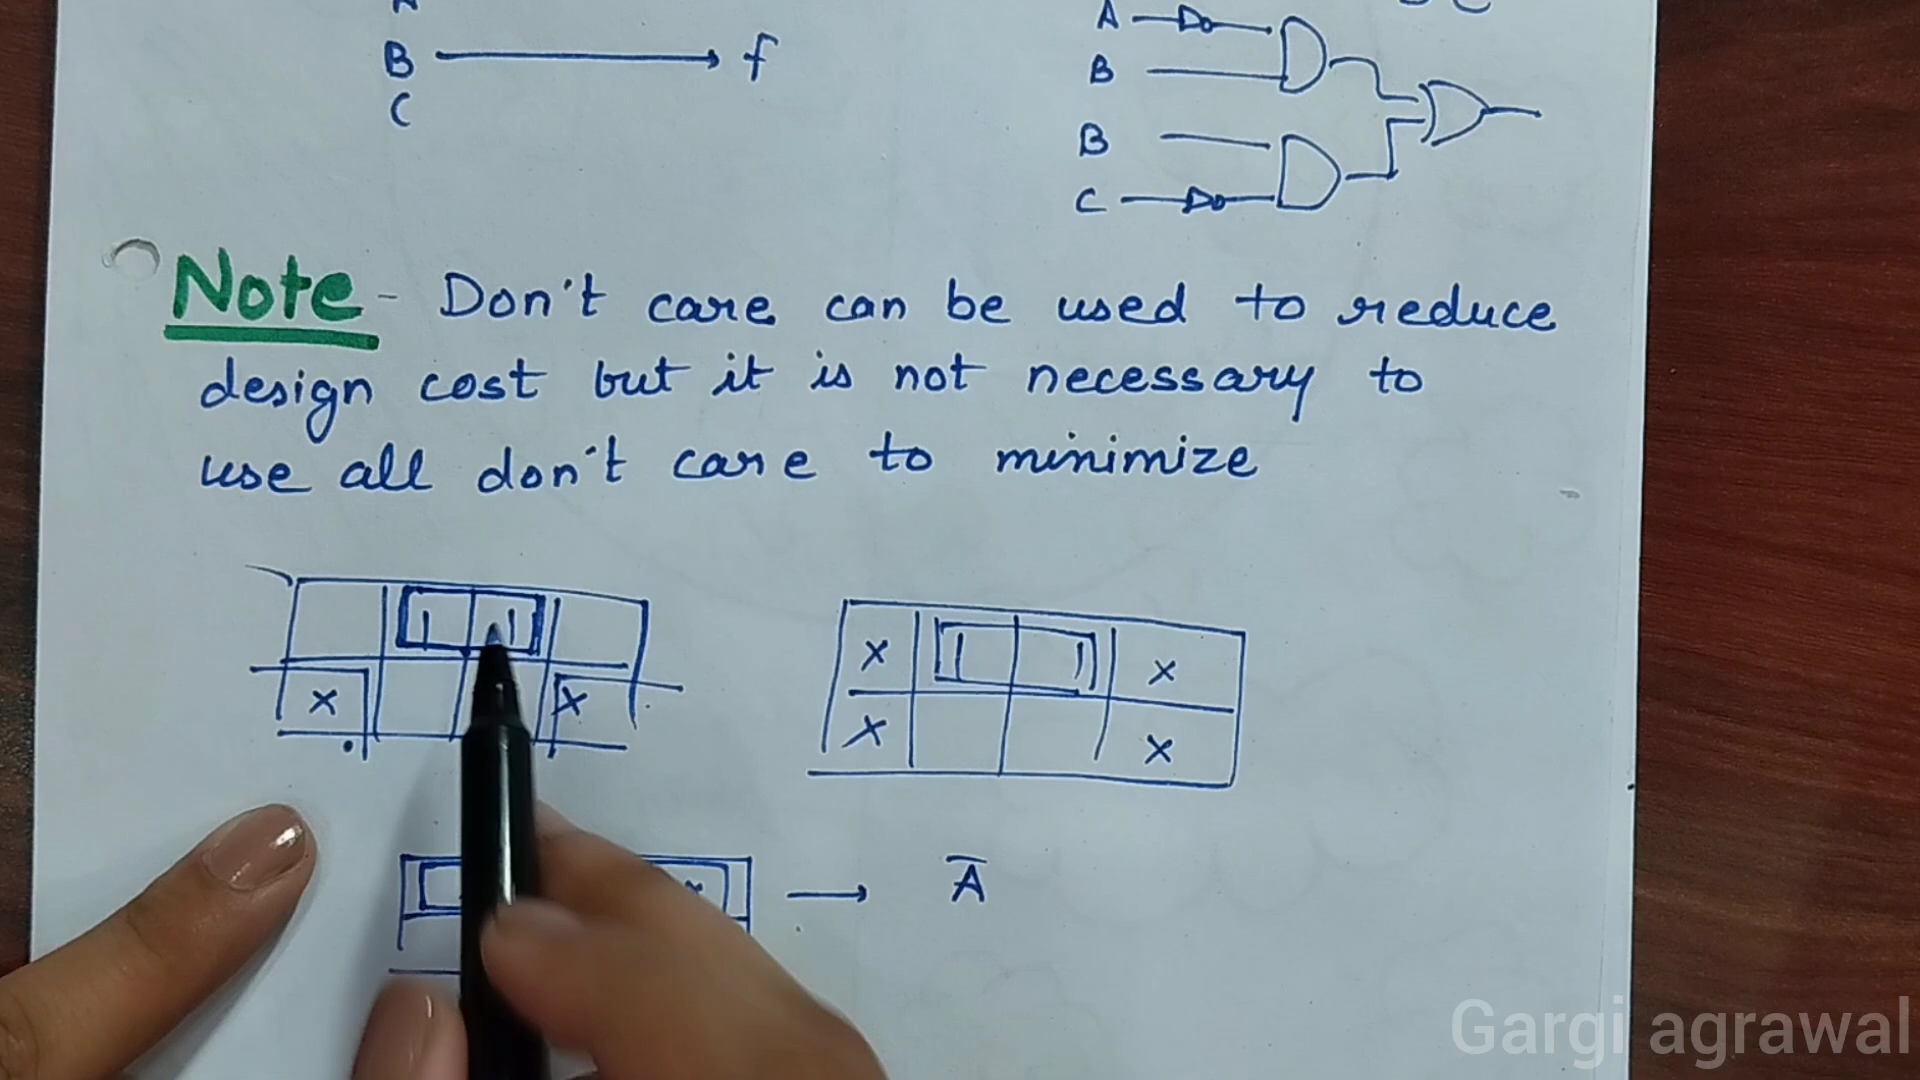 B f
C
A
B
B
C
Note - Don't care can be used to reduce
design cost but it is not necessary to
use all don't care to minimize
1 1
x x
x 1 1 x
x x
x → A̅
Gargi agrawal